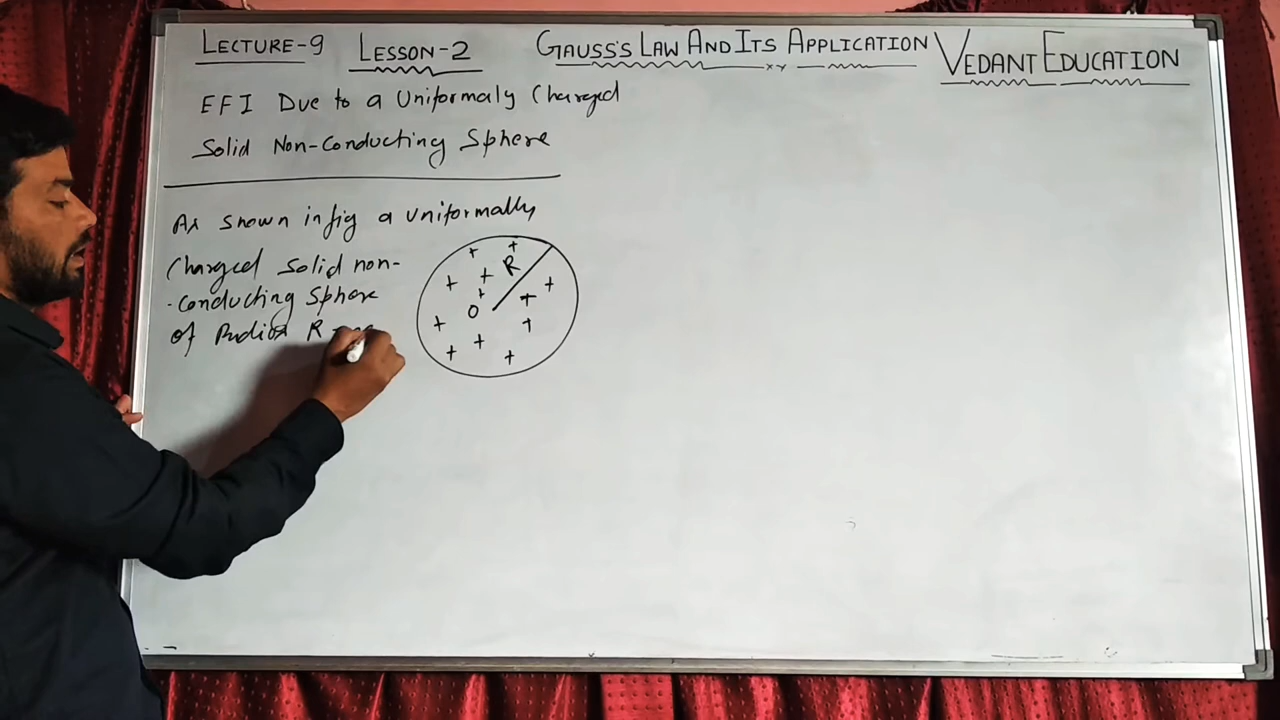 LECTURE-9 LESSON-2 GAUSS'S LAW AND ITS APPLICATION VEDANT EDUCATION
EFI Due to a Uniformaly Charged
Solid Non-Conducting Sphere
As shown in fig a uniformally
Charged solid non-
-conducting sphere
of Radius R
R
O